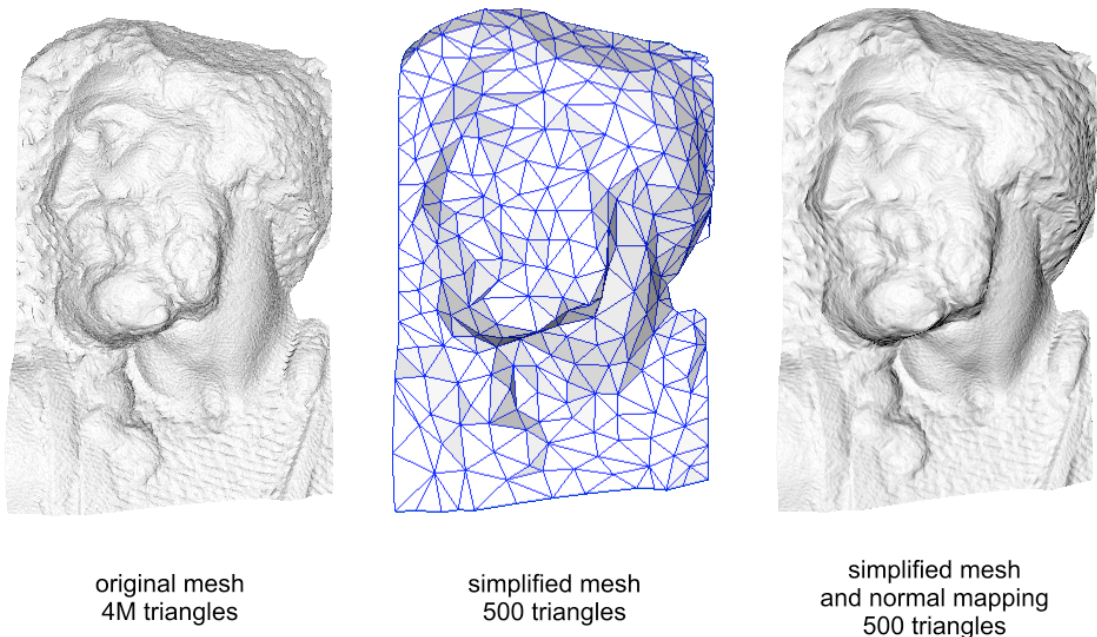 original mesh
4M triangles
simplified mesh
500 triangles
simplified mesh
and normal mapping
500 triangles